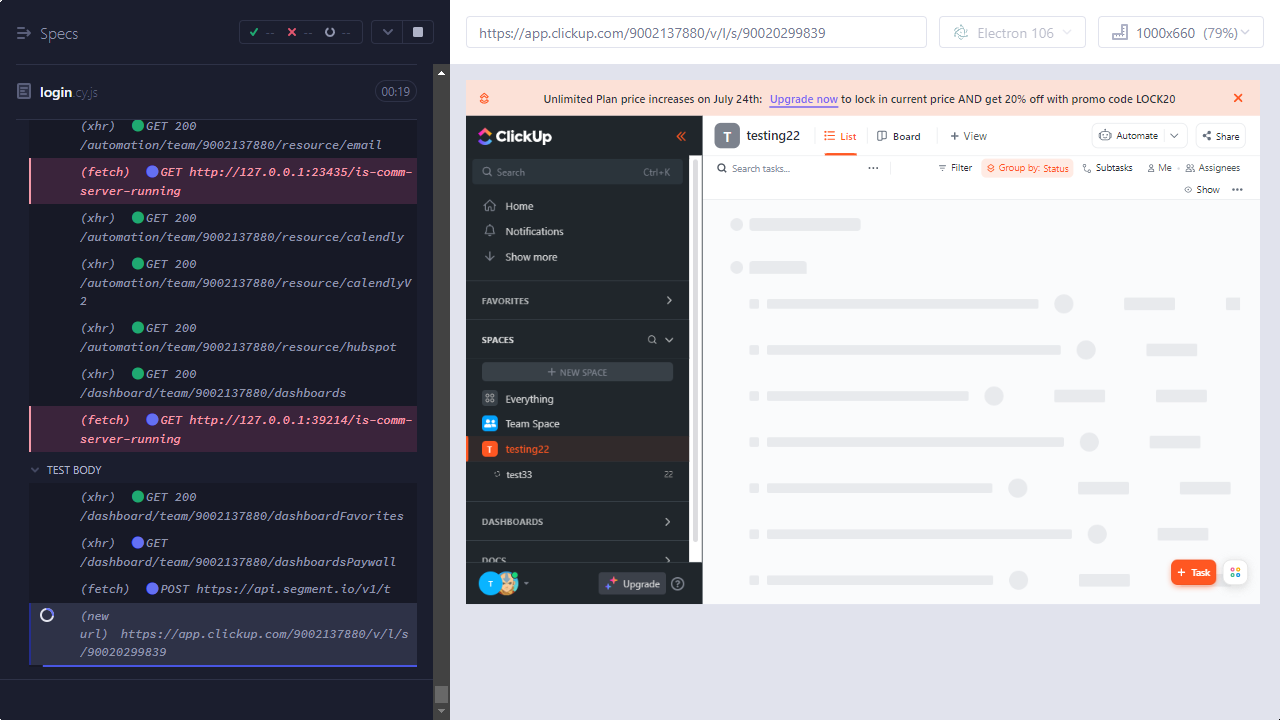 Specs
--
--
--
login.cy.js
00:19
(xhr) GET 200
/automation/team/9002137880/resource/email
(fetch) GET http://127.0.0.1:23435/is-comm-
server-running
(xhr) GET 200
/automation/team/9002137880/resource/calendly
(xhr) GET 200
/automation/team/9002137880/resource/calendlyV
2
(xhr) GET 200
/automation/team/9002137880/resource/hubspot
(xhr) GET 200
/dashboard/team/9002137880/dashboards
(fetch) GET http://127.0.0.1:39214/is-comm-
server-running
TEST BODY
(xhr) GET 200
/dashboard/team/9002137880/dashboardFavorites
(xhr) GET
/dashboard/team/9002137880/dashboardsPaywall
(fetch) POST https://api.segment.io/v1/t
(new
url) https://app.clickup.com/9002137880/v/l/s
/90020299839
https://app.clickup.com/9002137880/v/l/s/90020299839
Electron 106
1000x660 (79%)
Unlimited Plan price increases on July 24th: Upgrade now to lock in current price AND get 20% off with promo code LOCK20
ClickUp
Search Ctrl+K
Home
Notifications
Show more
FAVORITES
SPACES
+ NEW SPACE
Everything
Team Space
T testing22
test33 22
DASHBOARDS
DOCS
T
Upgrade
?
T testing22
List
Board
+ View
Automate
Share
Search tasks...
Filter
Group by: Status
Subtasks
Me
Assignees
Show
+ Task